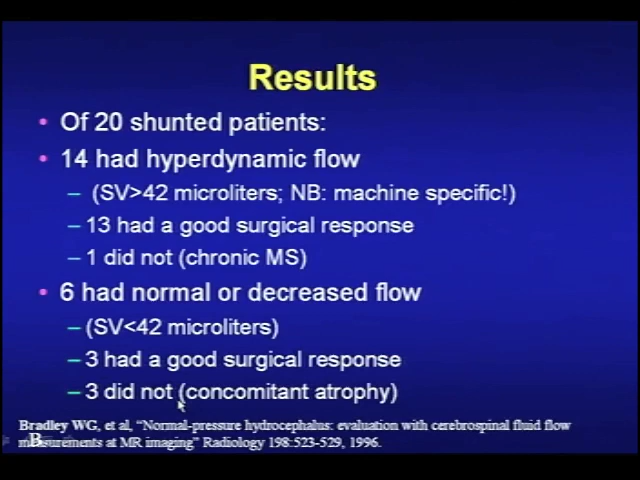 Results
• Of 20 shunted patients:
• 14 had hyperdynamic flow
– (SV>42 microliters; NB: machine specific!)
– 13 had a good surgical response
– 1 did not (chronic MS)
• 6 had normal or decreased flow
– (SV<42 microliters)
– 3 had a good surgical response
– 3 did not (concomitant atrophy)
Bradley WG, et al, “Normal-pressure hydrocephalus: evaluation with cerebrospinal fluid flow
measurements at MR imaging” Radiology 198:523-529, 1996.
B